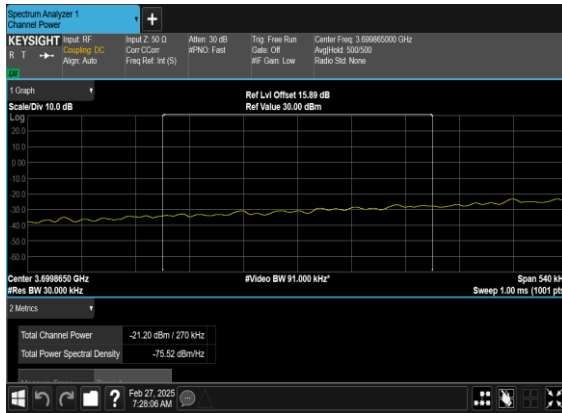 Spectrum Analyzer 1
Channel Power
+
KEYSIGHT
R T
Input: RF
Coupling: DC
Align: Auto
Input Z: 50 Ω
Corr CCorr
Freq Ref: Int (S)
Atten: 30 dB
#PNO: Fast
Trig: Free Run
Gate: Off
#IF Gain: Low
Center Freq: 3.699865000 GHz
Avg|Hold: 500/500
Radio Std: None
1 Graph
Scale/Div 10.0 dB
Ref Lvl Offset 15.89 dB
Ref Value 30.00 dBm
Log
20.0
10.0
0.00
-10.0
-20.0
-30.0
-40.0
-50.0
-60.0
Center 3.6998650 GHz
#Res BW 30.000 kHz
#Video BW 91.000 kHz*
Span 540 kH
Sweep 1.00 ms (1001 pts
2 Metrics
Total Channel Power -21.20 dBm / 270 kHz
Total Power Spectral Density -75.52 dBm/Hz
?
Feb 27, 2025
7:28:06 AM